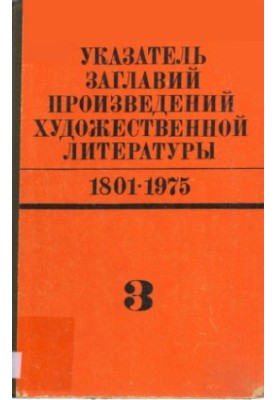 УКАЗАТЕЛЬ
ЗАГЛАВИЙ
ПРОИЗВЕДЕНИЙ
ХУДОЖЕСТВЕННОЙ
ЛИТЕРАТУРЫ
1801-1975
3